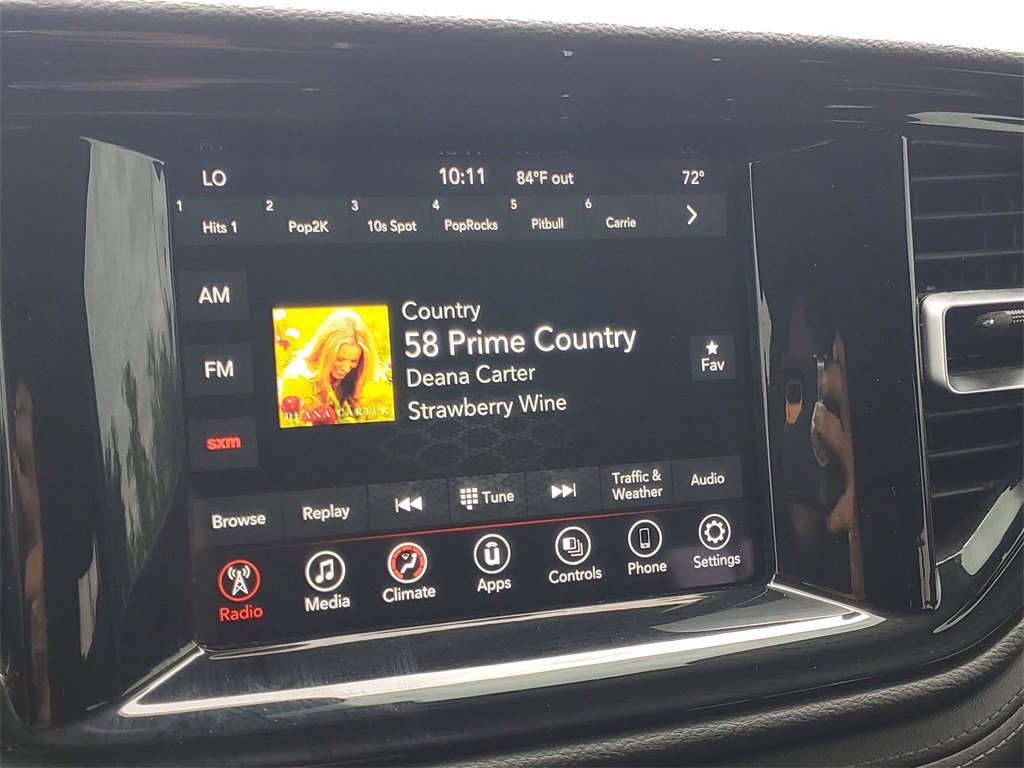 LO 10:11 84°F out 72°
1 Hits 1 2 Pop2K 3 10s Spot 4 PopRocks 5 Pitbull 6 Carrie
AM
FM
sxm
DEANA CARTER
Country
58 Prime Country
Deana Carter
Strawberry Wine
Fav
Browse Replay Tune Traffic & Weather Audio
Radio Media Climate Apps Controls Phone Settings